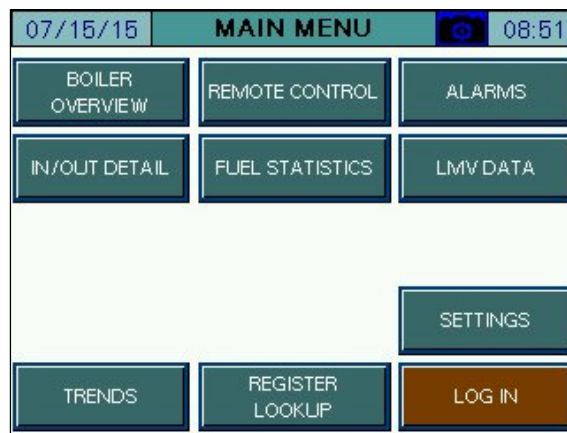 07/15/15 MAIN MENU 08:51
BOILER
OVERVIEW
REMOTE CONTROL
ALARMS
IN/OUT DETAIL
FUEL STATISTICS
LMV DATA
SETTINGS
TRENDS
REGISTER
LOOKUP
LOG IN